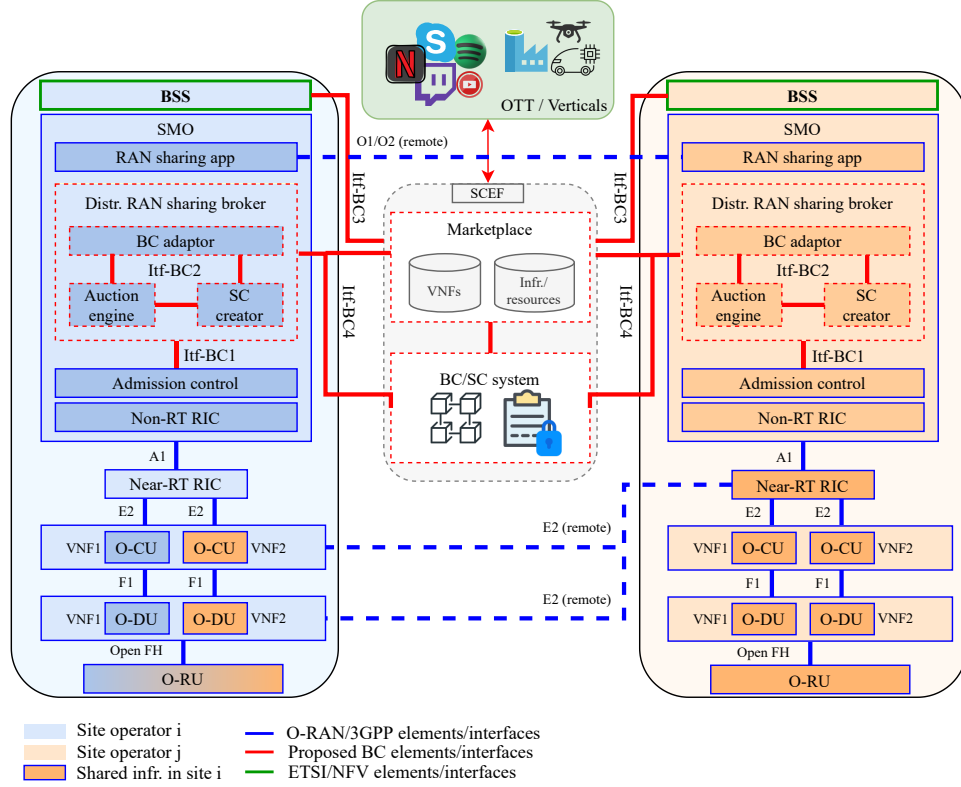 OTT / Verticals
BSS
SMO
RAN sharing app
Distr. RAN sharing broker
BC adaptor
Itf-BC2
Auction
engine
SC
creator
Itf-BC1
Admission control
Non-RT RIC
A1
Near-RT RIC
E2
E2
VNF1
O-CU
O-CU
VNF2
F1
F1
VNF1
O-DU
O-DU
VNF2
Open FH
O-RU
O1/O2 (remote)
Itf-BC3
Itf-BC4
SCEF
Marketplace
VNFs
Infr./
resources
BC/SC system
Itf-BC3
Itf-BC4
E2 (remote)
E2 (remote)
BSS
SMO
RAN sharing app
Distr. RAN sharing broker
BC adaptor
Itf-BC2
Auction
engine
SC
creator
Itf-BC1
Admission control
Non-RT RIC
A1
Near-RT RIC
E2
E2
VNF1
O-CU
O-CU
VNF2
F1
F1
VNF1
O-DU
O-DU
VNF2
Open FH
O-RU
Site operator i
Site operator j
Shared infr. in site i
O-RAN/3GPP elements/interfaces
Proposed BC elements/interfaces
ETSI/NFV elements/interfaces